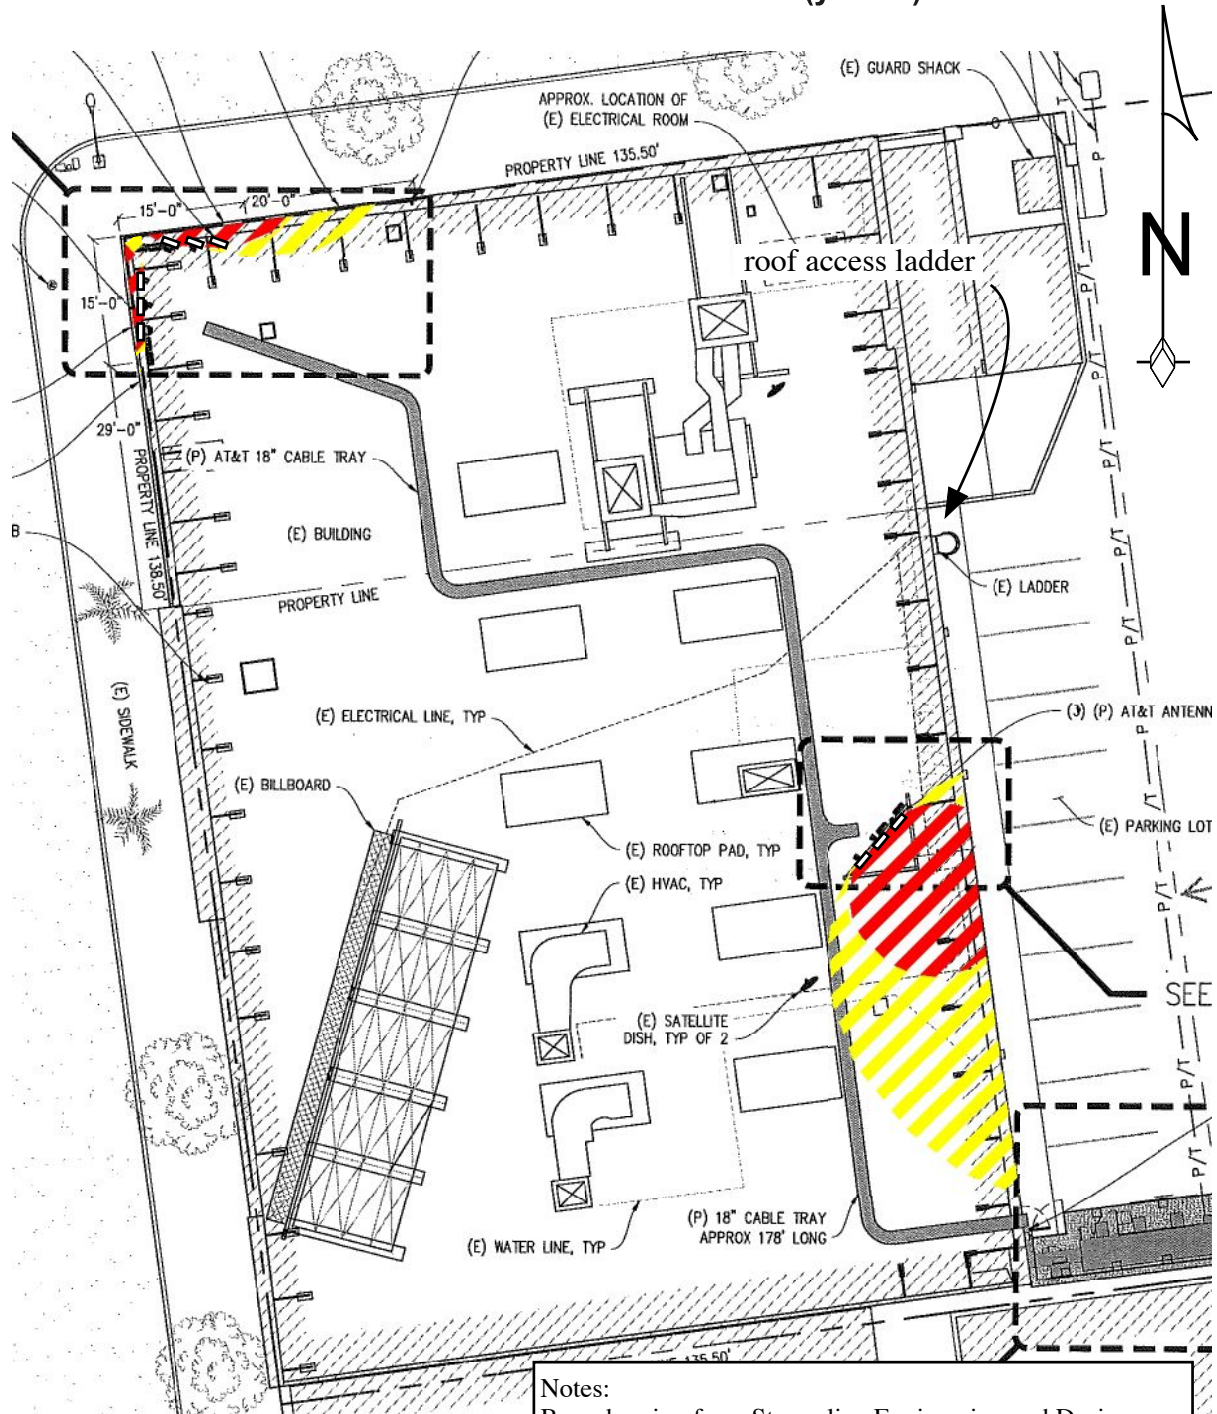 (E) GUARD SHACK
APPROX. LOCATION OF
(E) ELECTRICAL ROOM
PROPERTY LINE 135.50'
P
N
15'-0"
20'-0"
roof access ladder
P/T
15'-0"
P/T
29'-0"
(P) AT&T 18" CABLE TRAY
PROPERTY LINE 138.50'
P/T
B
(E) BUILDING
P/T
(E) LADDER
PROPERTY LINE
P/T
(E) SIDEWALK
(E) ELECTRICAL LINE, TYP
(P) AT&T ANTENN
P
(E) BILLBOARD
P/T
(E) PARKING LOT
(E) ROOFTOP PAD, TYP
(E) HVAC, TYP
P/T
SEE
(E) SATELLITE
DISH, TYP OF 2
P/T
P/T
(P) 18" CABLE TRAY
APPROX 178' LONG
(E) WATER LINE, TYP
135.50'
Notes: